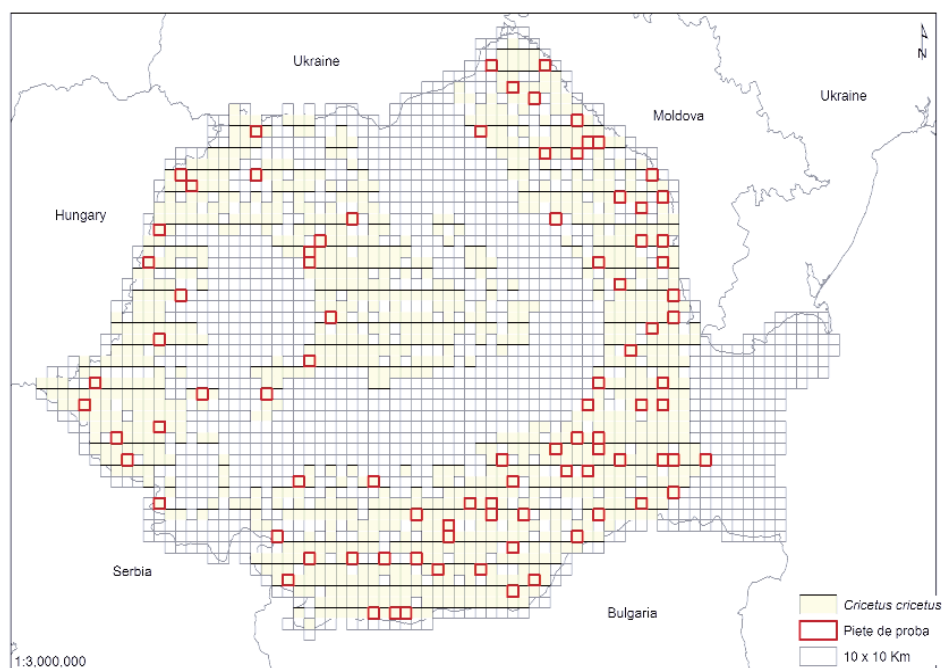 Ukraine
Ukraine
Moldova
Hungary
Serbia
Bulgaria
Cricetus cricetus
Piete de proba
10 x 10 Km
1:3.000.000
N